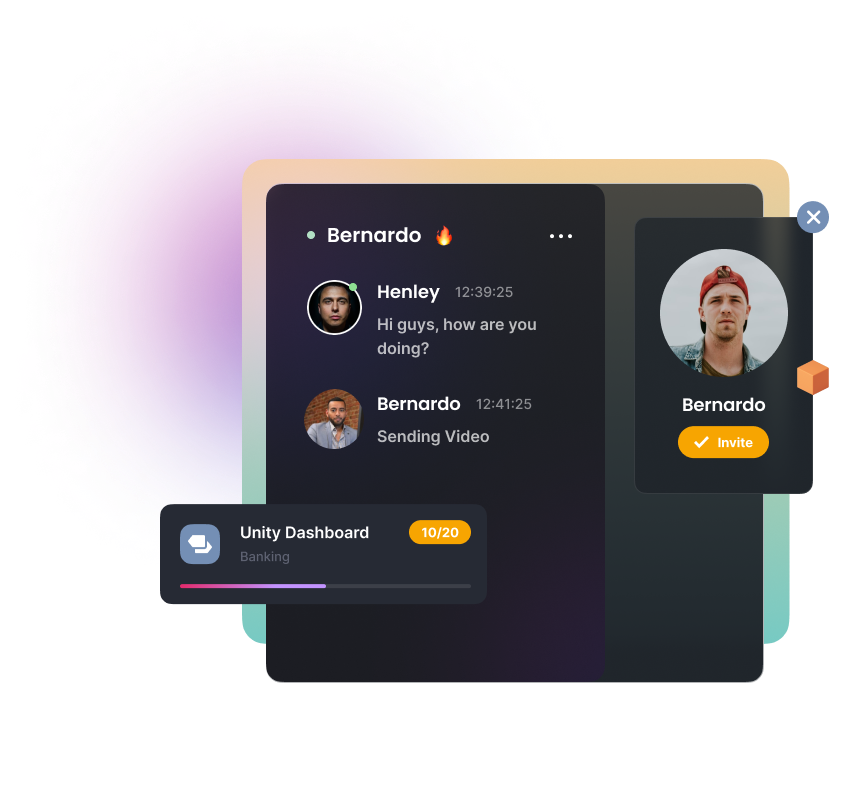 Bernardo 🔥
Henley 12:39:25
Hi guys, how are you
doing?
Bernardo 12:41:25
Sending Video
Bernardo
Invite
Unity Dashboard 10/20
Banking